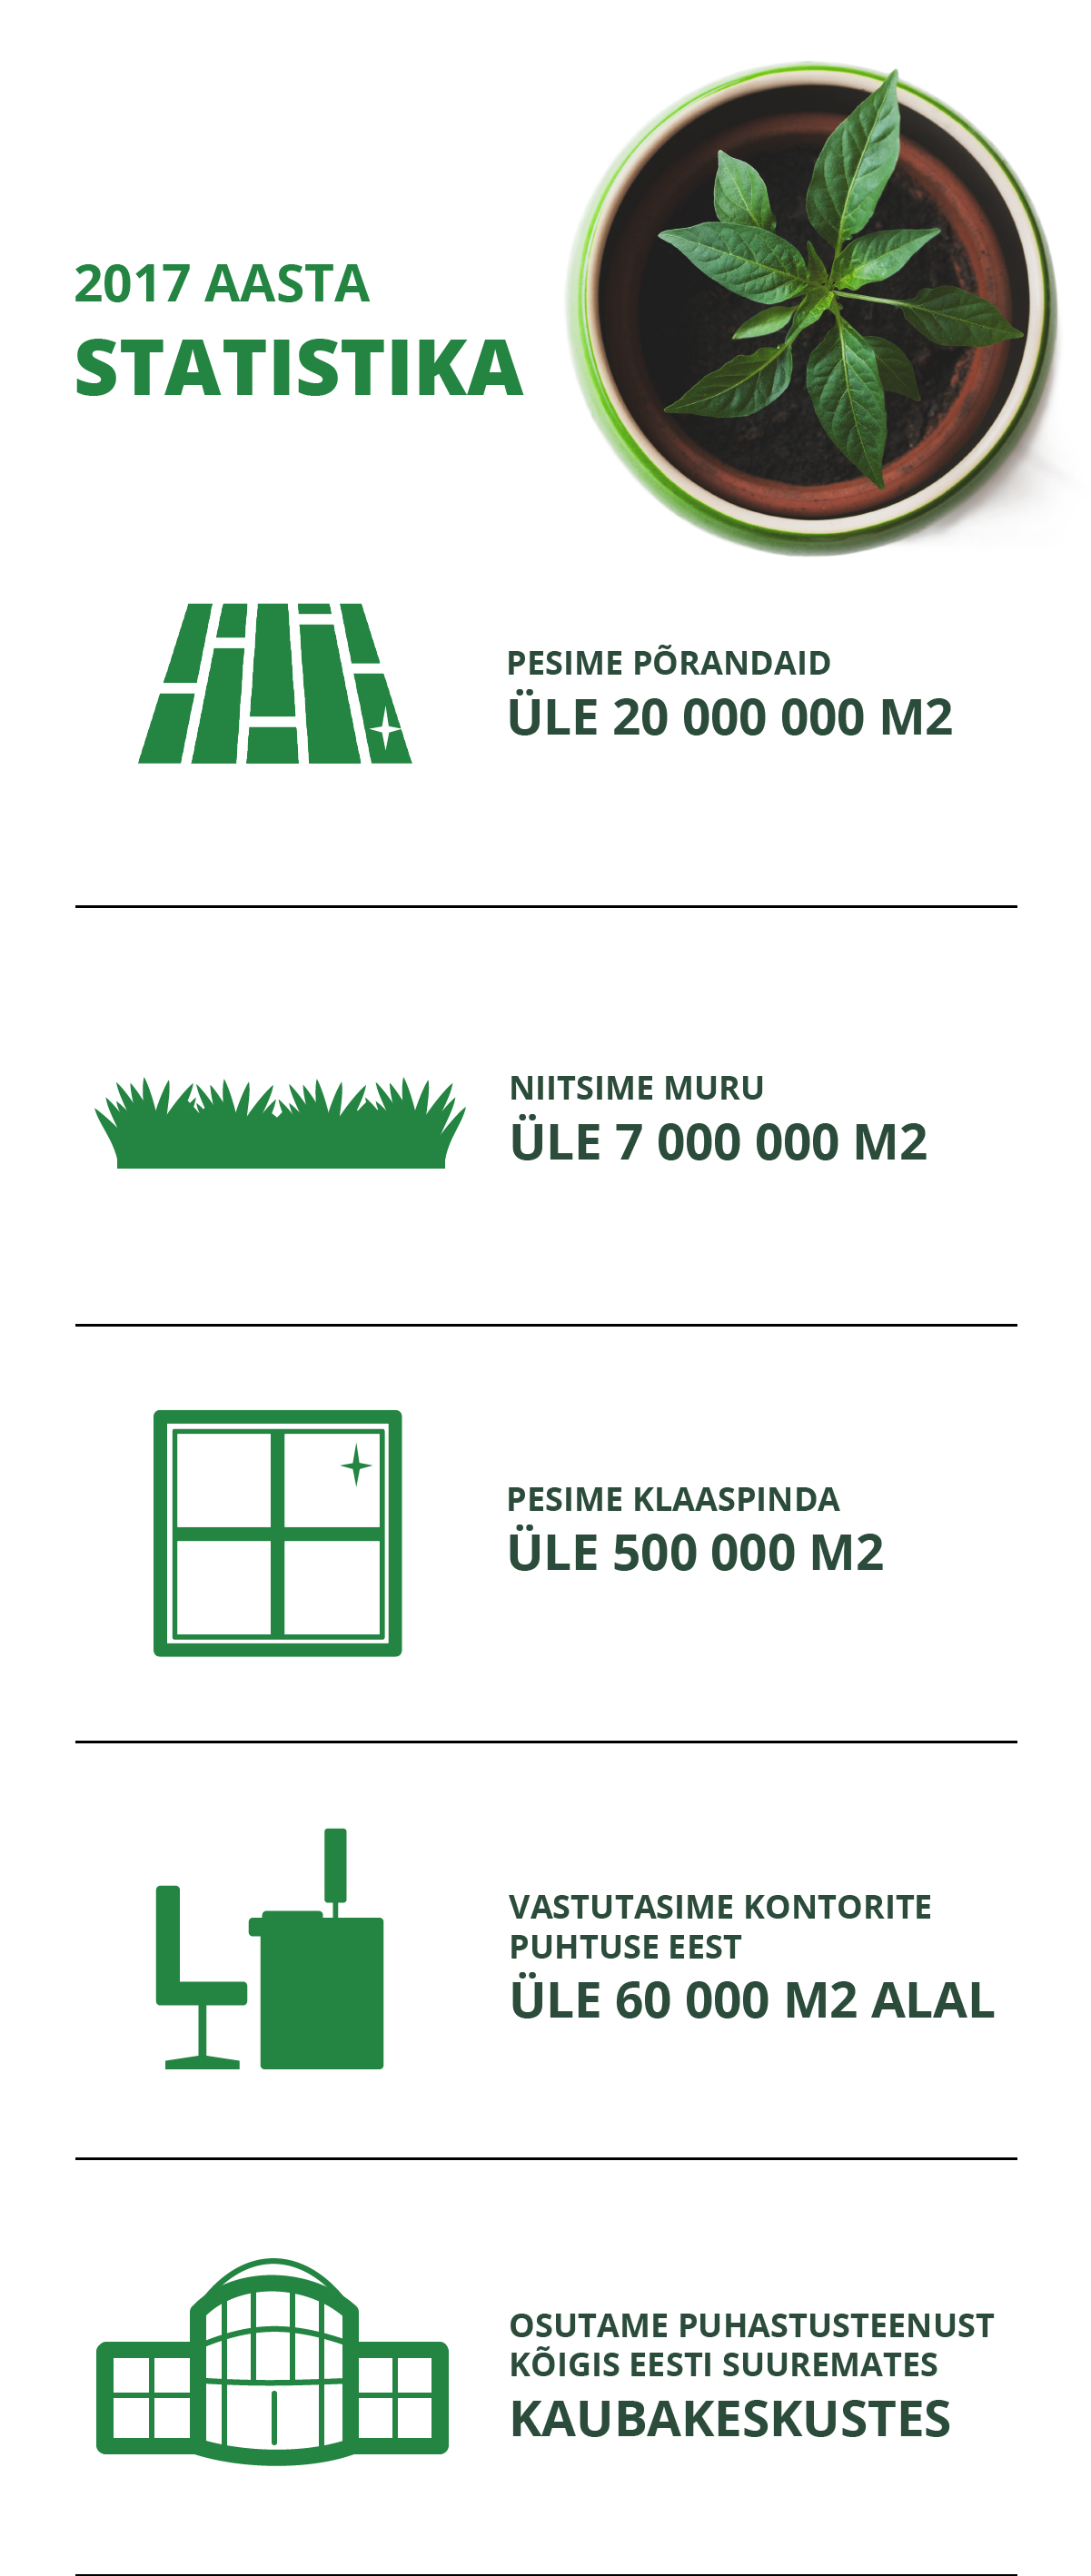 2017 AASTA
STATISTIKA
PESIME PÕRANDAID
ÜLE 20 000 000 M2
NIITSIME MURU
ÜLE 7 000 000 M2
PESIME KLAASPINDA
ÜLE 500 000 M2
VASTUTASIME KONTORITE
PUHTUSE EEST
ÜLE 60 000 M2 ALAL
OSUTAME PUHASTUSTEENUST
KÕIGIS EESTI SUUREMATES
KAUBAKESKUSTES